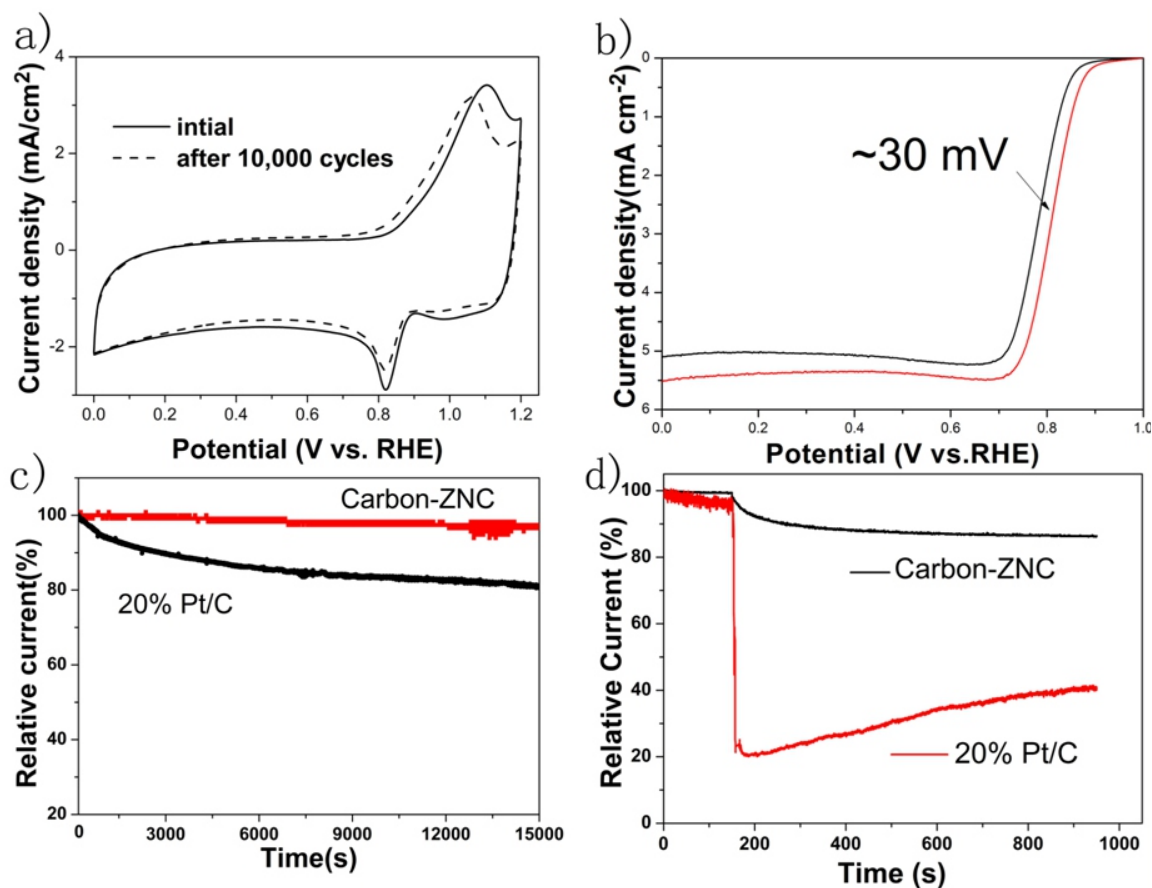 a)
Current density (mA/cm²)
4
2
0
-2
intial
after 10,000 cycles
0.0 0.2 0.4 0.6 0.8 1.0 1.2
Potential (V vs. RHE)
b)
Current density(mA cm⁻²)
0
1
2
3
4
5
6
~30 mV
0.0 0.2 0.4 0.6 0.8 1.0
Potential (V vs.RHE)
c)
Relative current(%)
100
80
60
40
20
Carbon-ZNC
20% Pt/C
0 3000 6000 9000 12000 15000
Time(s)
d)
Relative Current (%)
100
80
60
40
20
0
Carbon-ZNC
20% Pt/C
0 200 400 600 800 1000
Time (s)